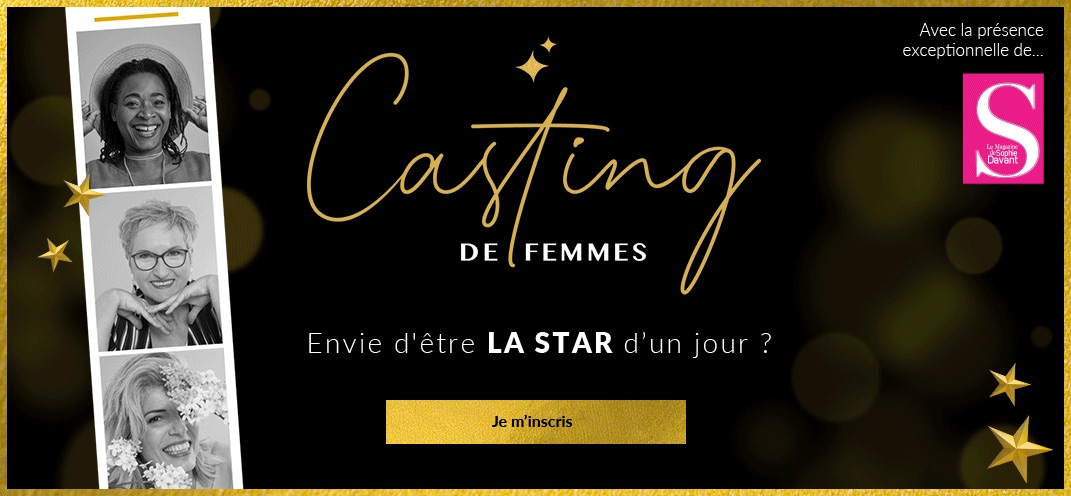 Avec la présence
exceptionnelle de...
S
Le Magazine
de Sophie
Davant
Casting
DE FEMMES
Envie d'être LA STAR d’un jour ?
Je m’inscris